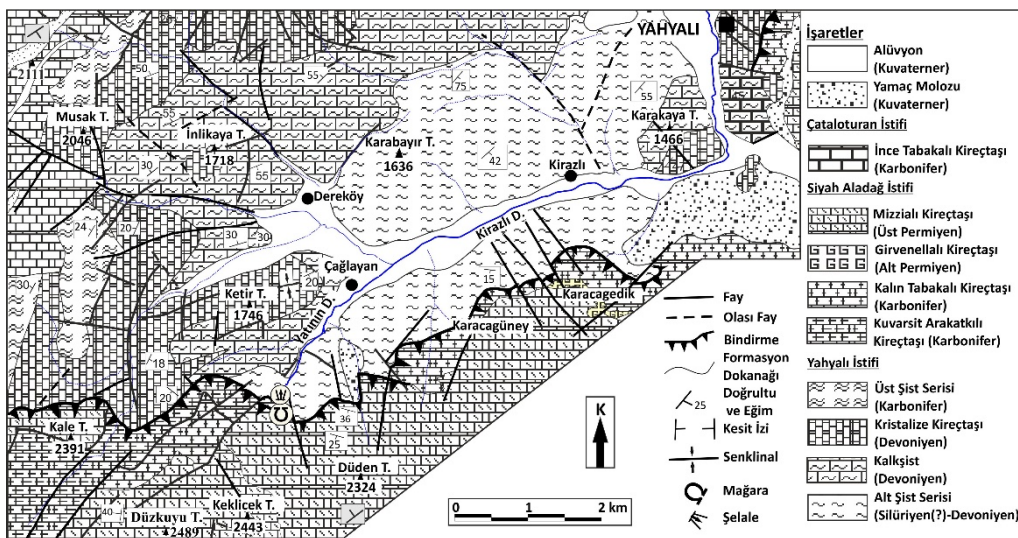 YAHYALI
2111
20
50
55
55
75
55
Musak T.
2046
İnlikaya T.
1718
Karabayır T.
1636
Karakaya T.
1466
30
55
42
Kirazlı
Dereköy
24
20
30
30
Kirazlı D.
Çağlayan
20
15
30
Ketir T.
1746
Yatının D.
Karacagedik
Karacagüney
18
20
Kale T.
2391
36
25
Düden T.
2324
40
Keklicek T.
2443
Düzkuyu T.
2489
K
0 1 2 km
Fay
Olası Fay
Bindirme
Formasyon
Dokanağı
25
Doğrultu
ve Eğim
Kesit İzi
Senklinal
Mağara
Şelale
İşaretler
Alüvyon
(Kuvaterner)
Yamaç Molozu
(Kuvaterner)
Çataloturan İstifi
İnce Tabakalı Kireçtaşı
(Karbonifer)
Siyah Aladağ İstifi
Mizzialı Kireçtaşı
(Üst Permiyen)
Girvenellalı Kireçtaşı
(Alt Permiyen)
Kalın Tabakalı Kireçtaşı
(Karbonifer)
Kuvarsit Arakatkılı
Kireçtaşı (Karbonifer)
Yahyalı İstifi
Üst Şist Serisi
(Karbonifer)
Kristalize Kireçtaşı
(Devoniyen)
Kalkşist
(Devoniyen)
Alt Şist Serisi
(Silüriyen(?)-Devoniyen)